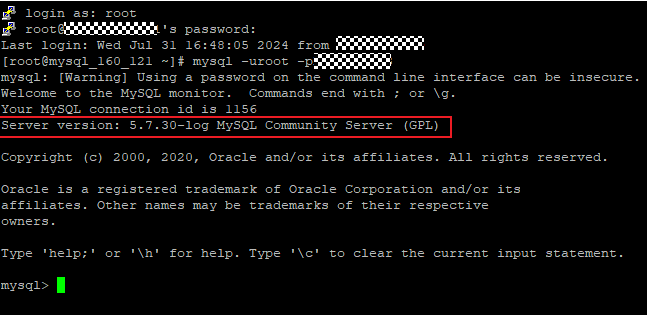 login as: root
root@ 's password:
Last login: Wed Jul 31 16:48:05 2024 from
[root@mysql_160_121 ~]# mysql -uroot -p
mysql: [Warning] Using a password on the command line interface can be insecure.
Welcome to the MySQL monitor.  Commands end with ; or \g.
Your MySQL connection id is 1156
Server version: 5.7.30-log MySQL Community Server (GPL)
Copyright (c) 2000, 2020, Oracle and/or its affiliates. All rights reserved.
Oracle is a registered trademark of Oracle Corporation and/or its
affiliates. Other names may be trademarks of their respective
owners.
Type 'help;' or '\h' for help. Type '\c' to clear the current input statement.
mysql>